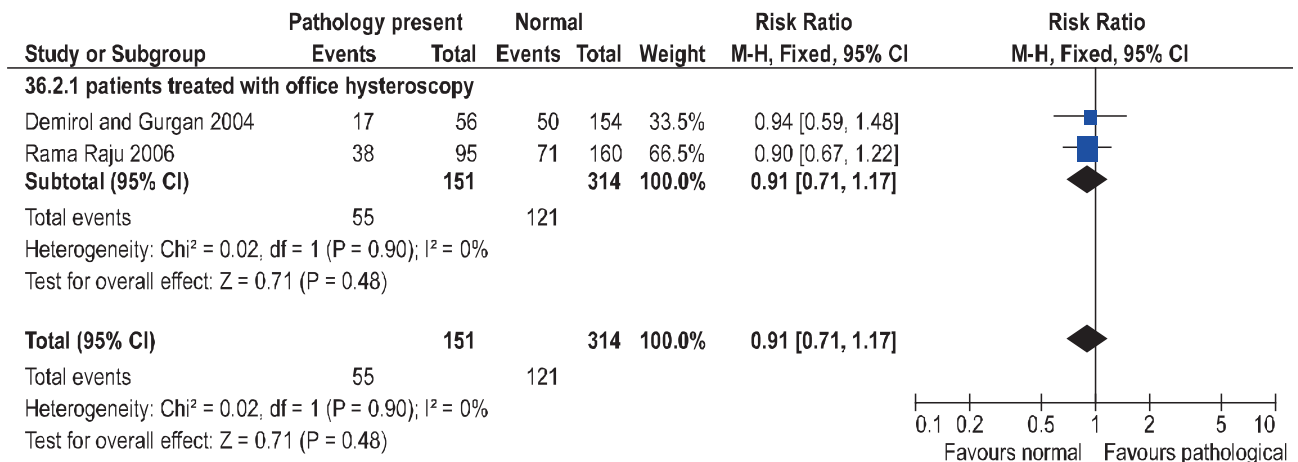 Pathology present Normal Risk Ratio Risk Ratio
Study or Subgroup Events Total Events Total Weight M-H, Fixed, 95% CI M-H, Fixed, 95% CI
36.2.1 patients treated with office hysteroscopy
Demirol and Gurgan 2004 17 56 50 154 33.5% 0.94 [0.59, 1.48]
Rama Raju 2006 38 95 71 160 66.5% 0.90 [0.67, 1.22]
Subtotal (95% CI) 151 314 100.0% 0.91 [0.71, 1.17]
Total events 55 121
Heterogeneity: Chi² = 0.02, df = 1 (P = 0.90); I² = 0%
Test for overall effect: Z = 0.71 (P = 0.48)
Total (95% CI) 151 314 100.0% 0.91 [0.71, 1.17]
Total events 55 121
Heterogeneity: Chi² = 0.02, df = 1 (P = 0.90); I² = 0%
Test for overall effect: Z = 0.71 (P = 0.48)
0.1 0.2 0.5 1 2 5 10
Favours normal Favours pathological